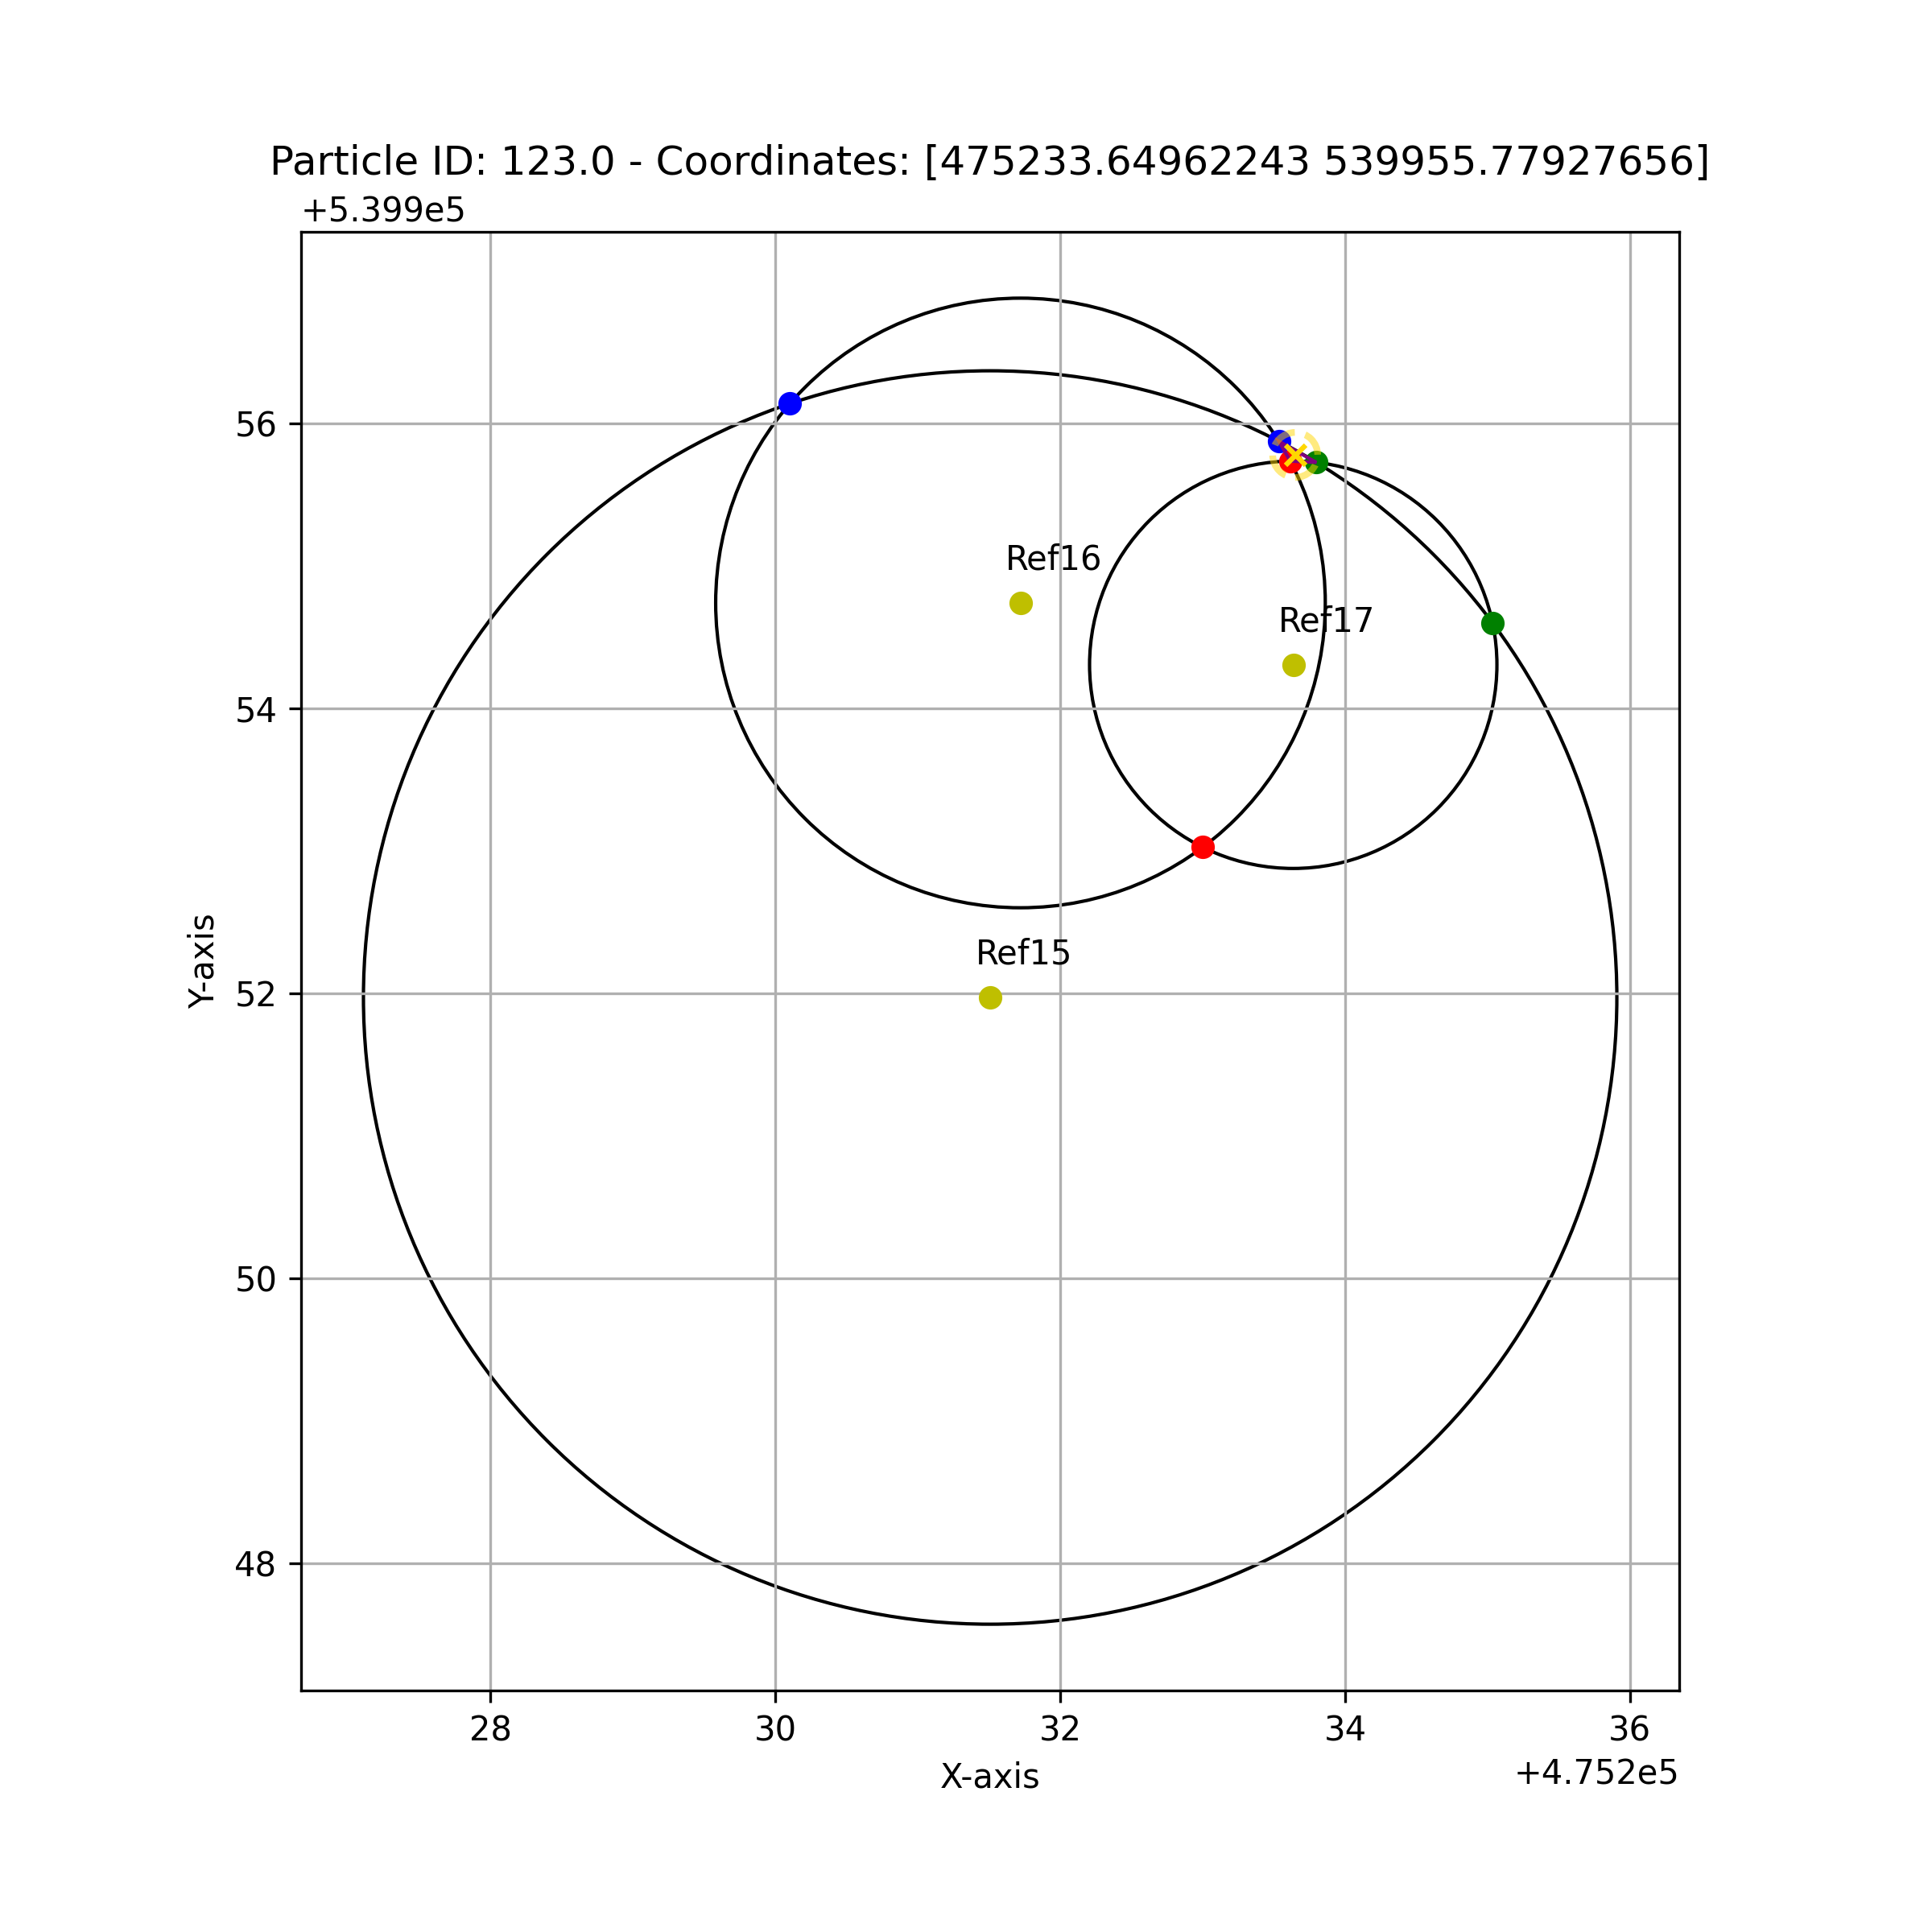 Particle ID: 123.0 - Coordinates: [475233.64962243 539955.77927656]
+5.399e5
56
54
52
50
48
Y-axis
Ref16
Ref17
Ref15
28 30 32 34 36
X-axis
+4.752e5